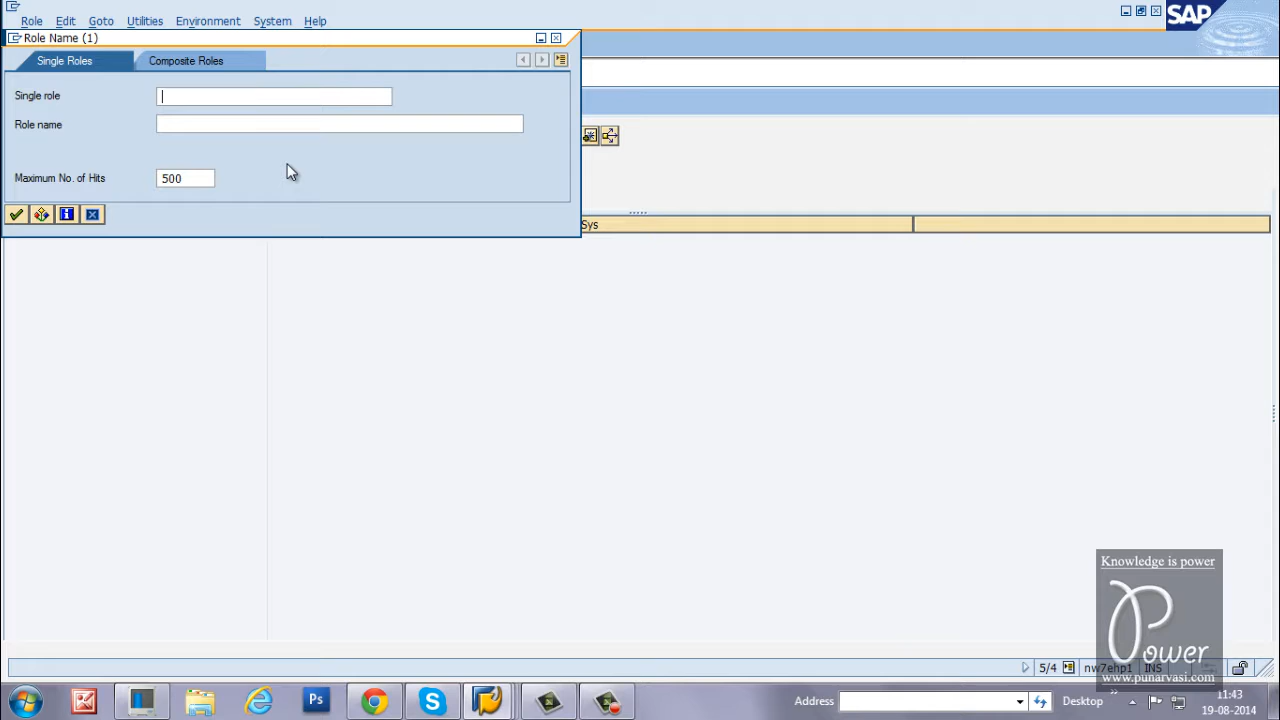 Role Edit Goto Utilities Environment System Help
SAP
Role Name (1)
Single Roles Composite Roles
Single role
Role name
Maximum No. of Hits 500
Sys
Knowledge is power
Power
www.punarvasi.com
5/4 nw7ehp1 INS
Ps
Address
Desktop
11:43
19-08-2014